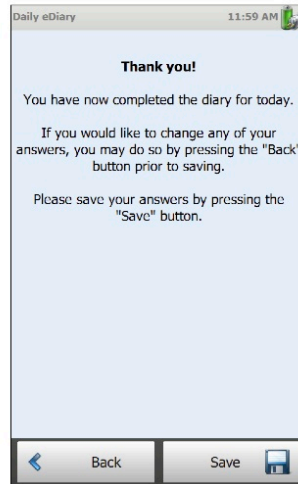 Daily eDiary 11:59 AM
Thank you!
You have now completed the diary for today.
If you would like to change any of your
answers, you may do so by pressing the "Back"
button prior to saving.
Please save your answers by pressing the
"Save" button.
Back Save